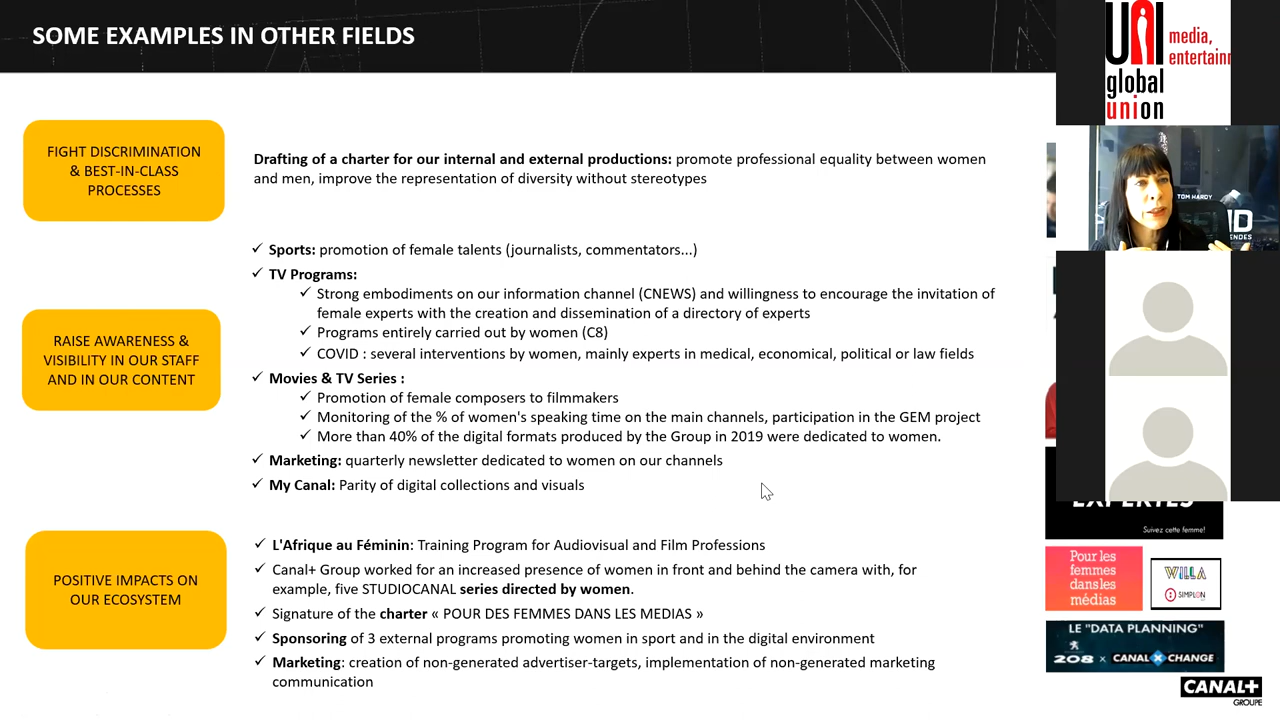 SOME EXAMPLES IN OTHER FIELDS
UNI
media,
entertainm
global
union
FIGHT DISCRIMINATION
& BEST-IN-CLASS
PROCESSES
Drafting of a charter for our internal and external productions: promote professional equality between women
and men, improve the representation of diversity without stereotypes
TOM HARDY
RAISE AWARENESS &
VISIBILITY IN OUR STAFF
AND IN OUR CONTENT
✓ Sports: promotion of female talents (journalists, commentators...)
✓ TV Programs:
✓ Strong embodiments on our information channel (CNEWS) and willingness to encourage the invitation of
female experts with the creation and dissemination of a directory of experts
✓ Programs entirely carried out by women (C8)
✓ COVID : several interventions by women, mainly experts in medical, economical, political or law fields
✓ Movies & TV Series :
✓ Promotion of female composers to filmmakers
✓ Monitoring of the % of women's speaking time on the main channels, participation in the GEM project
✓ More than 40% of the digital formats produced by the Group in 2019 were dedicated to women.
✓ Marketing: quarterly newsletter dedicated to women on our channels
✓ My Canal: Parity of digital collections and visuals
EXPERTES
Suivez cette femme!
POSITIVE IMPACTS ON
OUR ECOSYSTEM
✓ L'Afrique au Féminin: Training Program for Audiovisual and Film Professions
✓ Canal+ Group worked for an increased presence of women in front and behind the camera with, for
example, five STUDIOCANAL series directed by women.
✓ Signature of the charter « POUR DES FEMMES DANS LES MEDIAS »
✓ Sponsoring of 3 external programs promoting women in sport and in the digital environment
✓ Marketing: creation of non-generated advertiser-targets, implementation of non-generated marketing
communication
Pour les
femmes
dans les
médias
WILLA
SIMPLON
LE "DATA PLANNING"
208 x CANAL X CHANGE
CANAL+
GROUPE